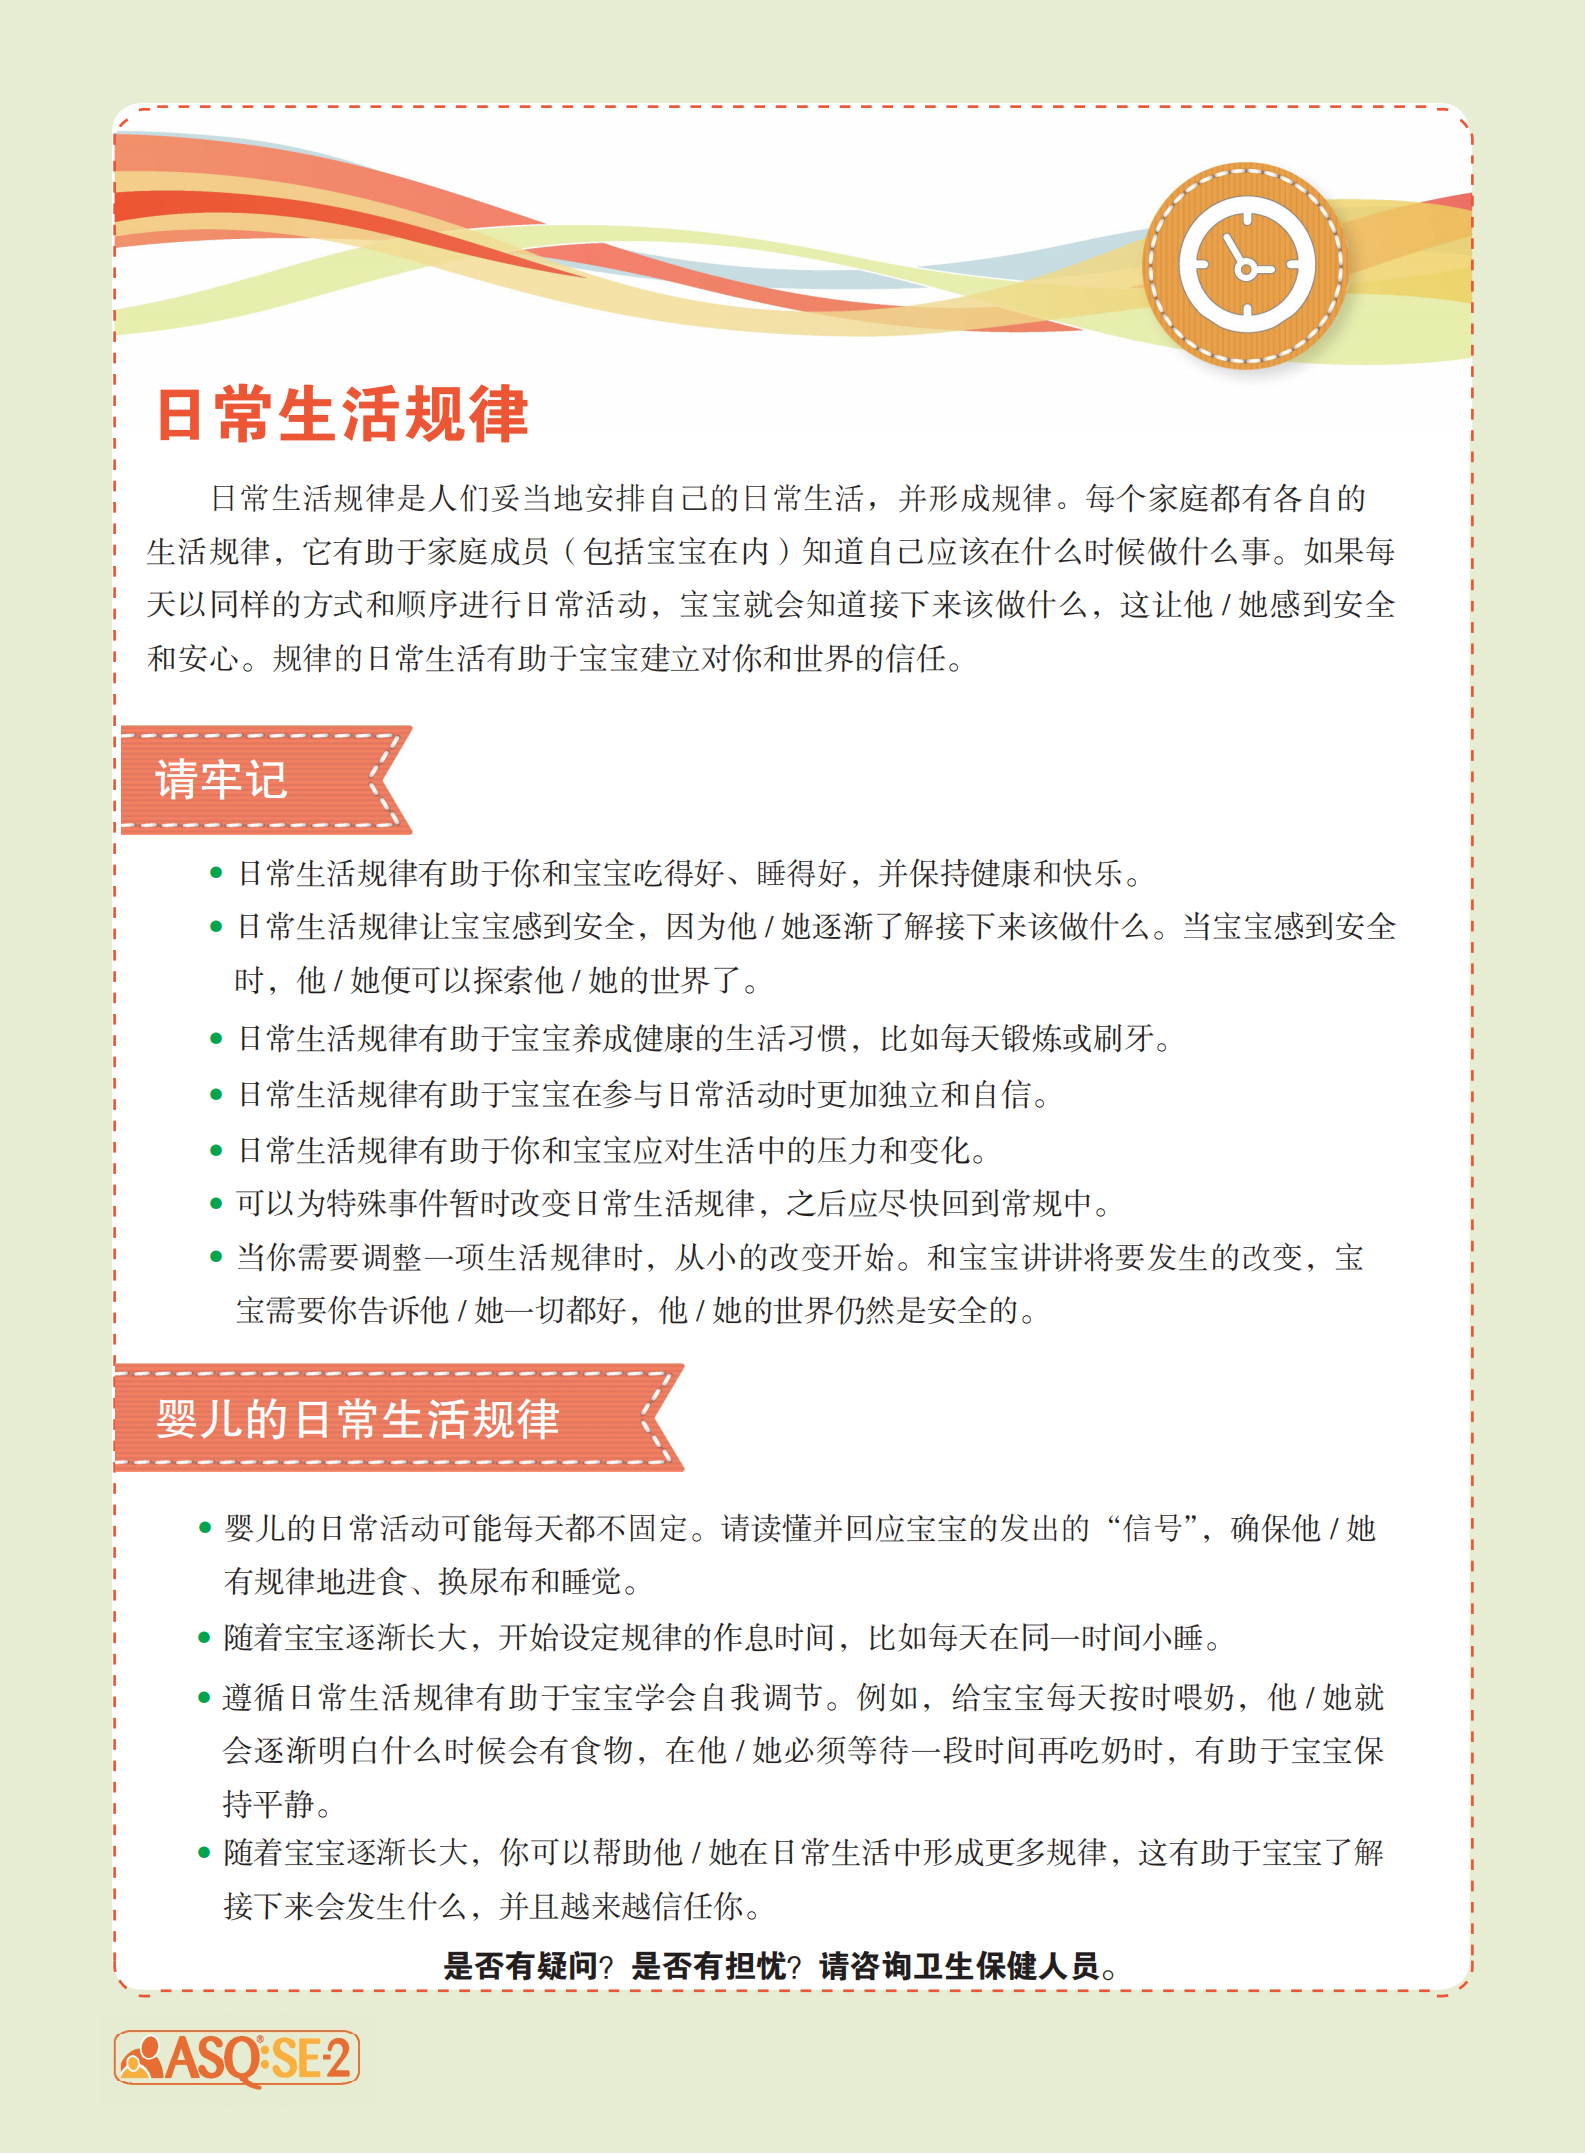 日常生活规律
日常生活规律是人们妥当地安排自己的日常生活，并形成规律。每个家庭都有各自的
生活规律，它有助于家庭成员（包括宝宝在内）知道自己应该在什么时候做什么事。如果每
天以同样的方式和顺序进行日常活动，宝宝就会知道接下来该做什么，这让他 / 她感到安全
和安心。规律的日常生活有助于宝宝建立对你和世界的信任。
请牢记
• 日常生活规律有助于你和宝宝吃得好、睡得好，并保持健康和快乐。
• 日常生活规律让宝宝感到安全，因为他 / 她逐渐了解接下来该做什么。当宝宝感到安全
时，他 / 她便可以探索他 / 她的世界了。
• 日常生活规律有助于宝宝养成健康的生活习惯，比如每天锻炼或刷牙。
• 日常生活规律有助于宝宝在参与日常活动时更加独立和自信。
• 日常生活规律有助于你和宝宝应对生活中的压力和变化。
• 可以为特殊事件暂时改变日常生活规律，之后应尽快回到常规中。
• 当你需要调整一项生活规律时，从小的改变开始。和宝宝讲讲将要发生的改变，宝
宝需要你告诉他 / 她一切都好，他 / 她的世界仍然是安全的。
婴儿的日常生活规律
• 婴儿的日常活动可能每天都不固定。请读懂并回应宝宝的发出的“信号”，确保他 / 她
有规律地进食、换尿布和睡觉。
• 随着宝宝逐渐长大，开始设定规律的作息时间，比如每天在同一时间小睡。
• 遵循日常生活规律有助于宝宝学会自我调节。例如，给宝宝每天按时喂奶，他 / 她就
会逐渐明白什么时候会有食物，在他 / 她必须等待一段时间再吃奶时，有助于宝宝保
持平静。
• 随着宝宝逐渐长大，你可以帮助他 / 她在日常生活中形成更多规律，这有助于宝宝了解
接下来会发生什么，并且越来越信任你。
是否有疑问？是否有担忧？请咨询卫生保健人员。
ASQ®:SE-2